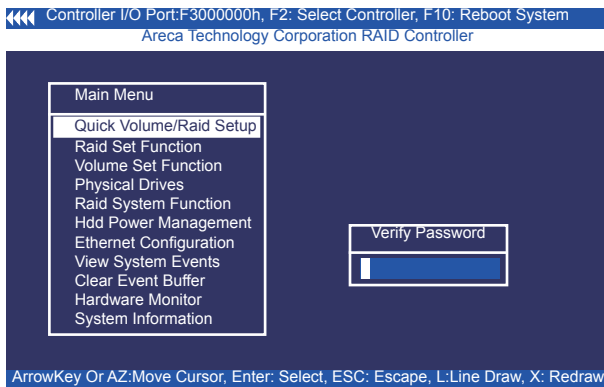 Controller I/O Port:F3000000h, F2: Select Controller, F10: Reboot System
Areca Technology Corporation RAID Controller
Main Menu
Quick Volume/Raid Setup
Raid Set Function
Volume Set Function
Physical Drives
Raid System Function
Hdd Power Management
Ethernet Configuration
View System Events
Clear Event Buffer
Hardware Monitor
System Information
Verify Password
ArrowKey Or AZ:Move Cursor, Enter: Select, ESC: Escape, L:Line Draw, X: Redraw